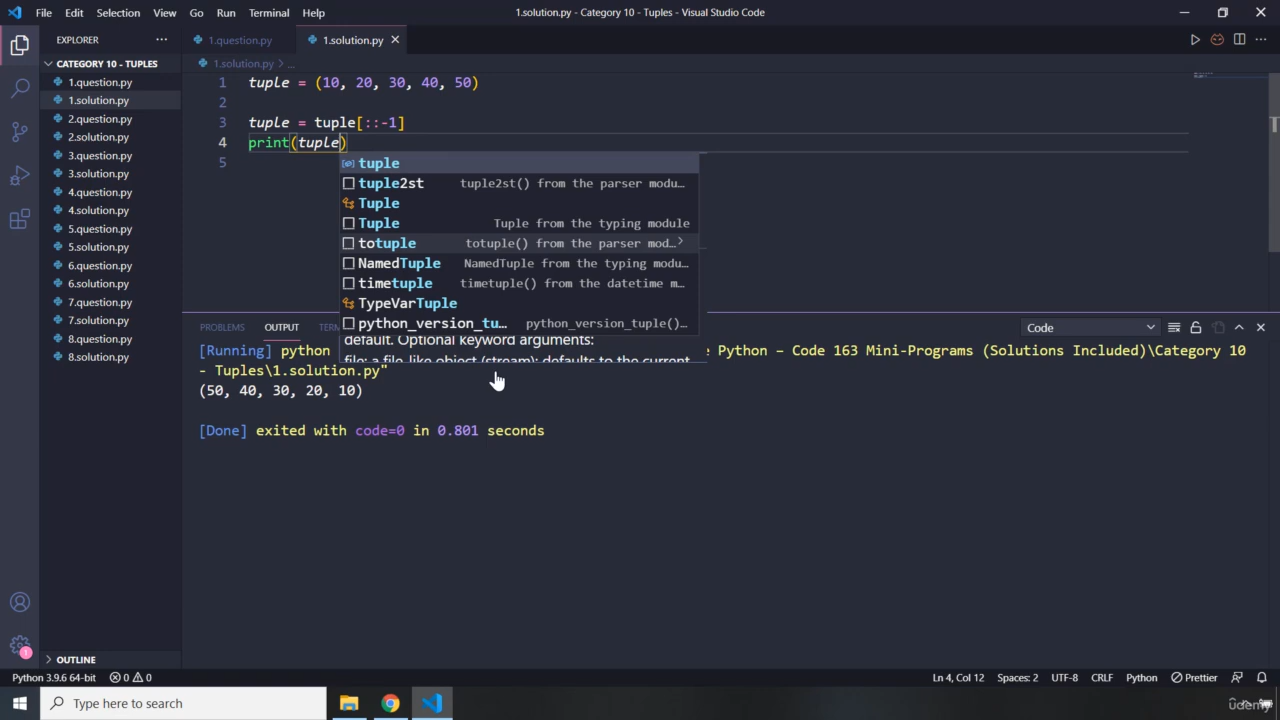 File Edit Selection View Go Run Terminal Help
1.solution.py - Category 10 - Tuples - Visual Studio Code
EXPLORER
CATEGORY 10 - TUPLES
1.question.py
1.solution.py
2.question.py
2.solution.py
3.question.py
3.solution.py
4.question.py
4.solution.py
5.question.py
5.solution.py
6.question.py
6.solution.py
7.question.py
7.solution.py
8.question.py
8.solution.py
OUTLINE
1.question.py 1.solution.py
1.solution.py > ...
1 tuple = (10, 20, 30, 40, 50)
2
3 tuple = tuple[::-1]
4 print(tuple)
5
tuple
tuple2st tuple2st() from the parser modu…
Tuple
Tuple Tuple from the typing module
totuple totuple() from the parser mod…
NamedTuple NamedTuple from the typing modu…
timetuple timetuple() from the datetime m…
TypeVarTuple
python_version_tu… python_version_tuple()…
default. Optional keyword arguments:
file: a file-like object (stream); defaults to the current
PROBLEMS OUTPUT TERM
Code
[Running] python e Python – Code 163 Mini-Programs (Solutions Included)\Category 10
- Tuples\1.solution.py"
(50, 40, 30, 20, 10)
[Done] exited with code=0 in 0.801 seconds
1
Python 3.9.6 64-bit 0 0
Ln 4, Col 12 Spaces: 2 UTF-8 CRLF Python Prettier
Type here to search
Udemy